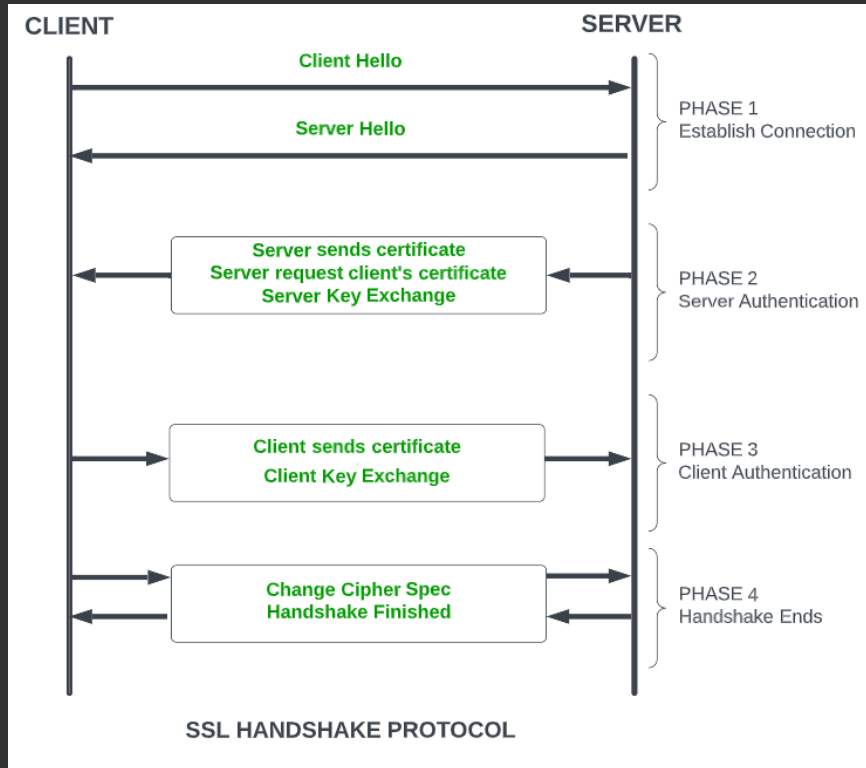 CLIENT
SERVER
Client Hello
Server Hello
PHASE 1
Establish Connection
Server sends certificate
Server request client's certificate
Server Key Exchange
PHASE 2
Server Authentication
Client sends certificate
Client Key Exchange
PHASE 3
Client Authentication
Change Cipher Spec
Handshake Finished
PHASE 4
Handshake Ends
SSL HANDSHAKE PROTOCOL